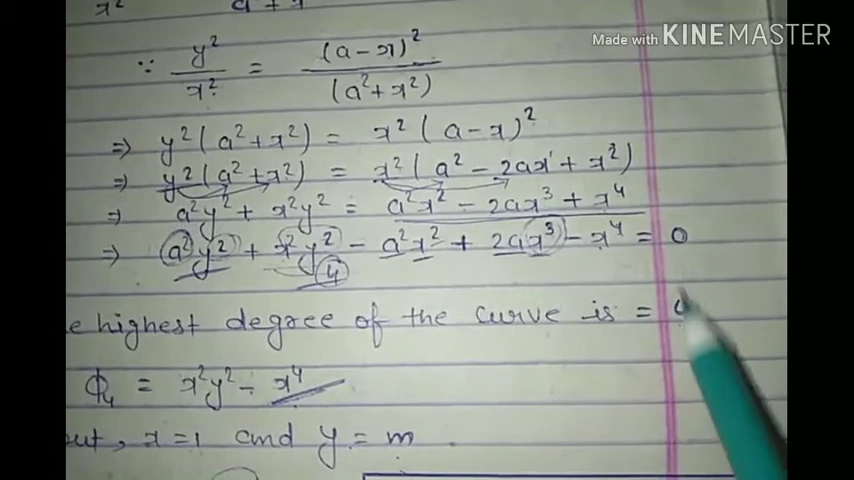 x² a + x
Made with KINEMASTER
∵ y²/x² = (a-x)²/(a²+x²)
⇒ y²(a²+x²) = x²(a-x)²
⇒ y²(a²+x²) = x²(a² - 2ax + x²)
⇒ a²y² + x²y² = a²x² - 2ax³ + x⁴
⇒ a²y² + x²y² - a²x² + 2ax³ - x⁴ = 0
4
e highest degree of the curve is = 4
ϕ₄ = x²y² - x⁴
put, x=1 and y = m